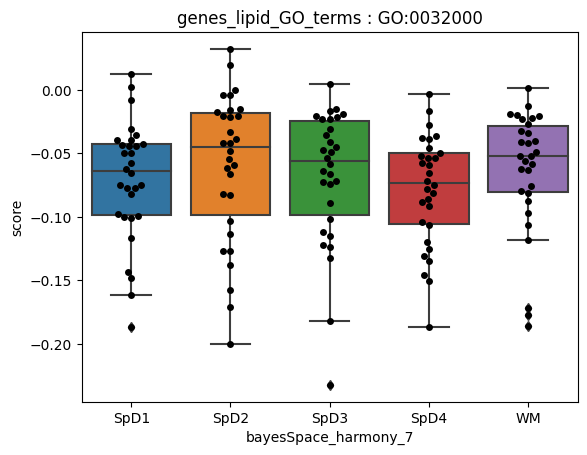 genes_lipid_GO_terms : GO:0032000
0.00
−0.05
−0.10
−0.15
−0.20
score
SpD1 SpD2 SpD3 SpD4 WM
bayesSpace_harmony_7